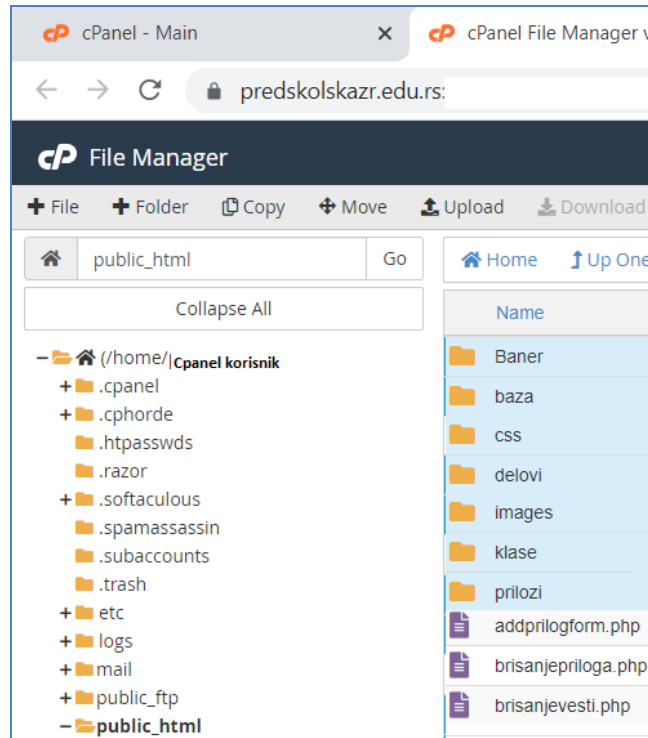 cPanel - Main
cPanel File Manager v
predskolskazr.edu.rs:
cP File Manager
File Folder Copy Move Upload Download
public_html Go
Home Up One
Collapse All
Name
(/home/|Cpanel korisnik
.cpanel
.cphorde
.htpasswds
.razor
.softaculous
.spamassassin
.subaccounts
.trash
etc
logs
mail
public_ftp
public_html
Baner
baza
css
delovi
images
klase
prilozi
addprilogform.php
brisanjepriloga.php
brisanjevesti.php